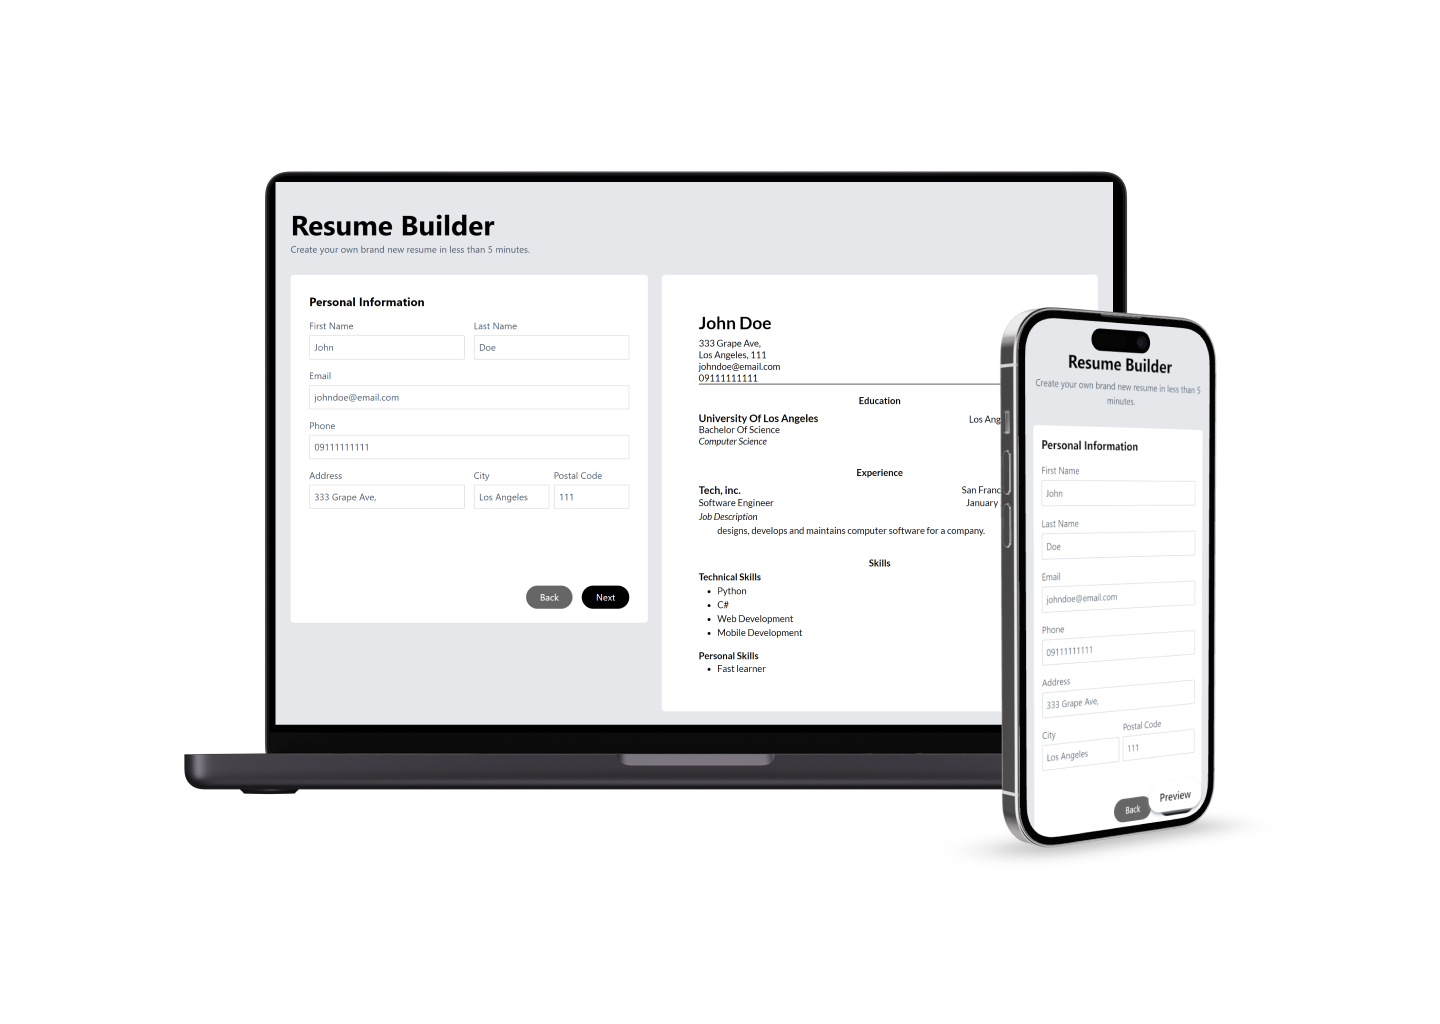 Resume Builder
Create your own brand new resume in less than 5 minutes.
Personal Information
First Name
Last Name
John
Doe
Email
johndoe@email.com
Phone
09111111111
Address
City
Postal Code
333 Grape Ave,
Los Angeles
111
Back
Next
John Doe
333 Grape Ave,
Los Angeles, 111
johndoe@email.com
09111111111
Education
University Of Los Angeles
Los Ang
Bachelor Of Science
Computer Science
Experience
Tech, inc.
San Franc
Software Engineer
January
Job Description
designs, develops and maintains computer software for a company.
Skills
Technical Skills
• Python
• C#
• Web Development
• Mobile Development
Personal Skills
• Fast learner
Resume Builder
Create your own brand new resume in less than 5
minutes.
Personal Information
First Name
John
Last Name
Doe
Email
johndoe@email.com
Phone
09111111111
Address
333 Grape Ave,
City
Postal Code
Los Angeles
111
Back
Preview